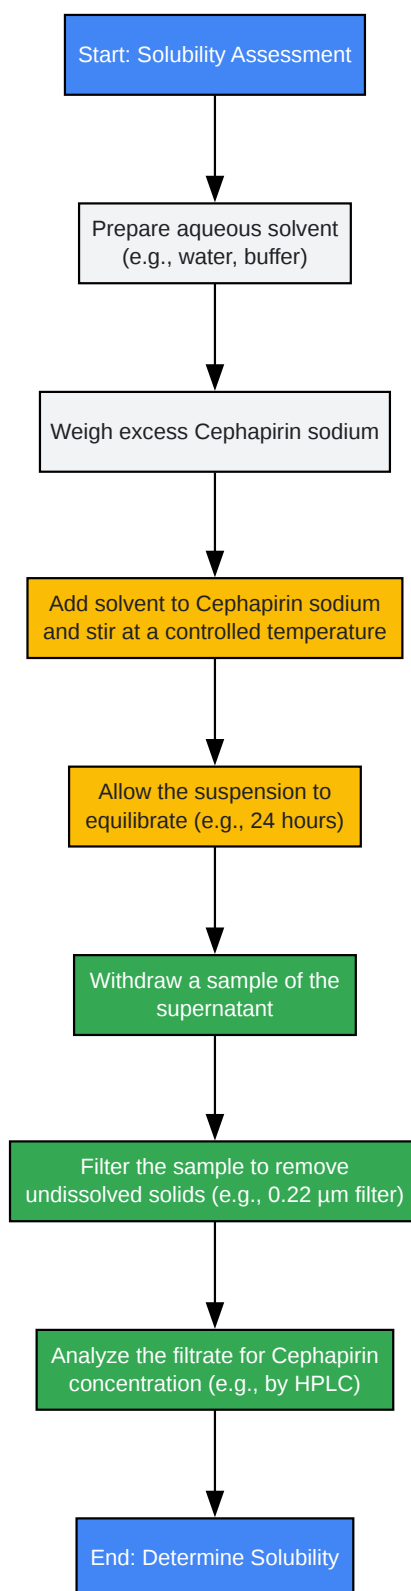 Start: Solubility Assessment
Prepare aqueous solvent
(e.g., water, buffer)
Weigh excess Cephapirin sodium
Add solvent to Cephapirin sodium
and stir at a controlled temperature
Allow the suspension to
equilibrate (e.g., 24 hours)
Withdraw a sample of the
supernatant
Filter the sample to remove
undissolved solids (e.g., 0.22 µm filter)
Analyze the filtrate for Cephapirin
concentration (e.g., by HPLC)
End: Determine Solubility